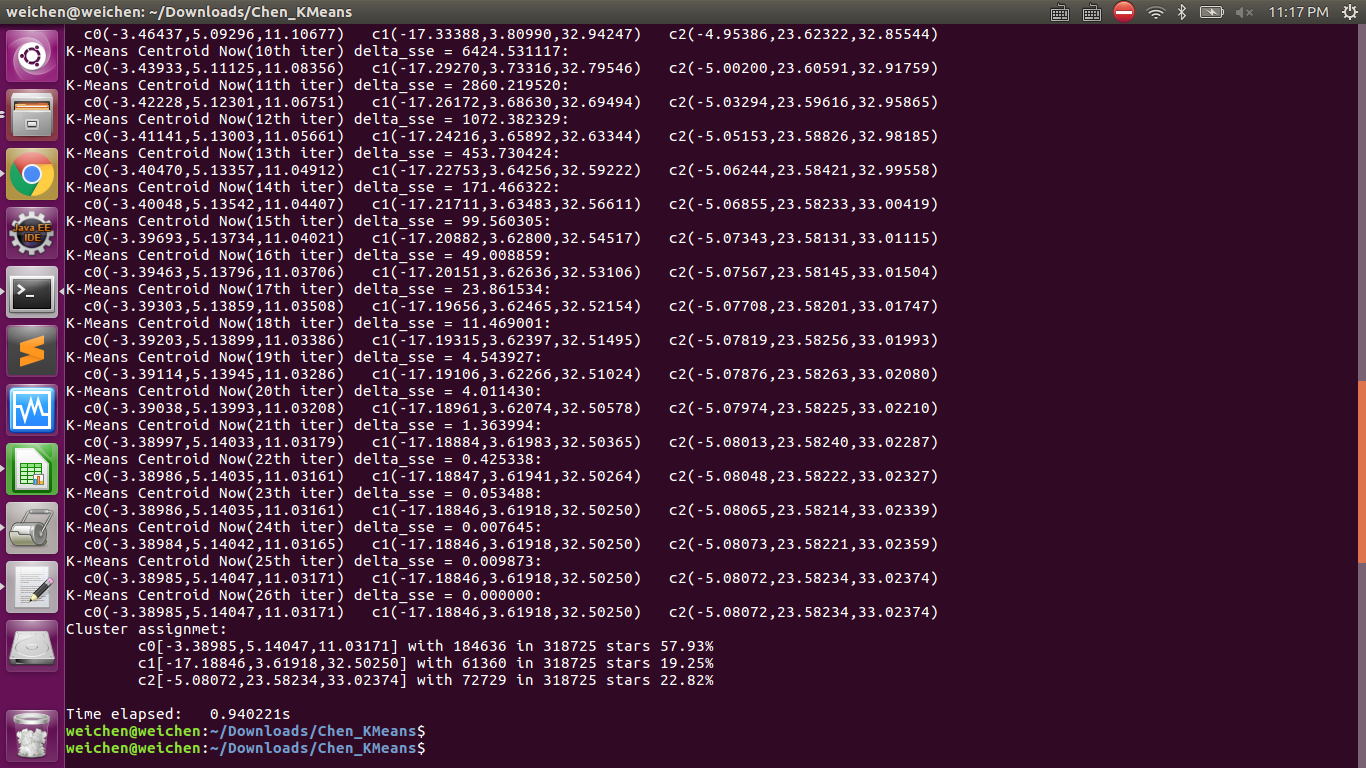 weichen@weichen: ~/Downloads/Chen_KMeans 11:17 PM
c0(-3.46437,5.09296,11.10677) c1(-17.33388,3.80990,32.94247) c2(-4.95386,23.62322,32.85544)
K-Means Centroid Now(10th iter) delta_sse = 6424.531117:
c0(-3.43933,5.11125,11.08356) c1(-17.29270,3.73316,32.79546) c2(-5.00200,23.60591,32.91759)
K-Means Centroid Now(11th iter) delta_sse = 2860.219520:
c0(-3.42228,5.12301,11.06751) c1(-17.26172,3.68630,32.69494) c2(-5.03294,23.59616,32.95865)
K-Means Centroid Now(12th iter) delta_sse = 1072.382329:
c0(-3.41141,5.13003,11.05661) c1(-17.24216,3.65892,32.63344) c2(-5.05153,23.58826,32.98185)
K-Means Centroid Now(13th iter) delta_sse = 453.730424:
c0(-3.40470,5.13357,11.04912) c1(-17.22753,3.64256,32.59222) c2(-5.06244,23.58421,32.99558)
K-Means Centroid Now(14th iter) delta_sse = 171.466322:
c0(-3.40048,5.13542,11.04407) c1(-17.21711,3.63483,32.56611) c2(-5.06855,23.58233,33.00419)
K-Means Centroid Now(15th iter) delta_sse = 99.560305:
c0(-3.39693,5.13734,11.04021) c1(-17.20882,3.62800,32.54517) c2(-5.07343,23.58131,33.01115)
K-Means Centroid Now(16th iter) delta_sse = 49.008859:
c0(-3.39463,5.13796,11.03706) c1(-17.20151,3.62636,32.53106) c2(-5.07567,23.58145,33.01504)
K-Means Centroid Now(17th iter) delta_sse = 23.861534:
c0(-3.39303,5.13859,11.03508) c1(-17.19656,3.62465,32.52154) c2(-5.07708,23.58201,33.01747)
K-Means Centroid Now(18th iter) delta_sse = 11.469001:
c0(-3.39203,5.13899,11.03386) c1(-17.19315,3.62397,32.51495) c2(-5.07819,23.58256,33.01993)
K-Means Centroid Now(19th iter) delta_sse = 4.543927:
c0(-3.39114,5.13945,11.03286) c1(-17.19106,3.62266,32.51024) c2(-5.07876,23.58263,33.02080)
K-Means Centroid Now(20th iter) delta_sse = 4.011430:
c0(-3.39038,5.13993,11.03208) c1(-17.18961,3.62074,32.50578) c2(-5.07974,23.58225,33.02210)
K-Means Centroid Now(21th iter) delta_sse = 1.363994:
c0(-3.38997,5.14033,11.03179) c1(-17.18884,3.61983,32.50365) c2(-5.08013,23.58240,33.02287)
K-Means Centroid Now(22th iter) delta_sse = 0.425338:
c0(-3.38986,5.14035,11.03161) c1(-17.18847,3.61941,32.50264) c2(-5.08048,23.58222,33.02327)
K-Means Centroid Now(23th iter) delta_sse = 0.053488:
c0(-3.38986,5.14035,11.03161) c1(-17.18846,3.61918,32.50250) c2(-5.08065,23.58214,33.02339)
K-Means Centroid Now(24th iter) delta_sse = 0.007645:
c0(-3.38984,5.14042,11.03165) c1(-17.18846,3.61918,32.50250) c2(-5.08073,23.58221,33.02359)
K-Means Centroid Now(25th iter) delta_sse = 0.009873:
c0(-3.38985,5.14047,11.03171) c1(-17.18846,3.61918,32.50250) c2(-5.08072,23.58234,33.02374)
K-Means Centroid Now(26th iter) delta_sse = 0.000000:
c0(-3.38985,5.14047,11.03171) c1(-17.18846,3.61918,32.50250) c2(-5.08072,23.58234,33.02374)
Cluster assignmet:
c0[-3.38985,5.14047,11.03171] with 184636 in 318725 stars 57.93%
c1[-17.18846,3.61918,32.50250] with 61360 in 318725 stars 19.25%
c2[-5.08072,23.58234,33.02374] with 72729 in 318725 stars 22.82%
Time elapsed: 0.940221s
weichen@weichen:~/Downloads/Chen_KMeans$
weichen@weichen:~/Downloads/Chen_KMeans$
Java EE
IDE